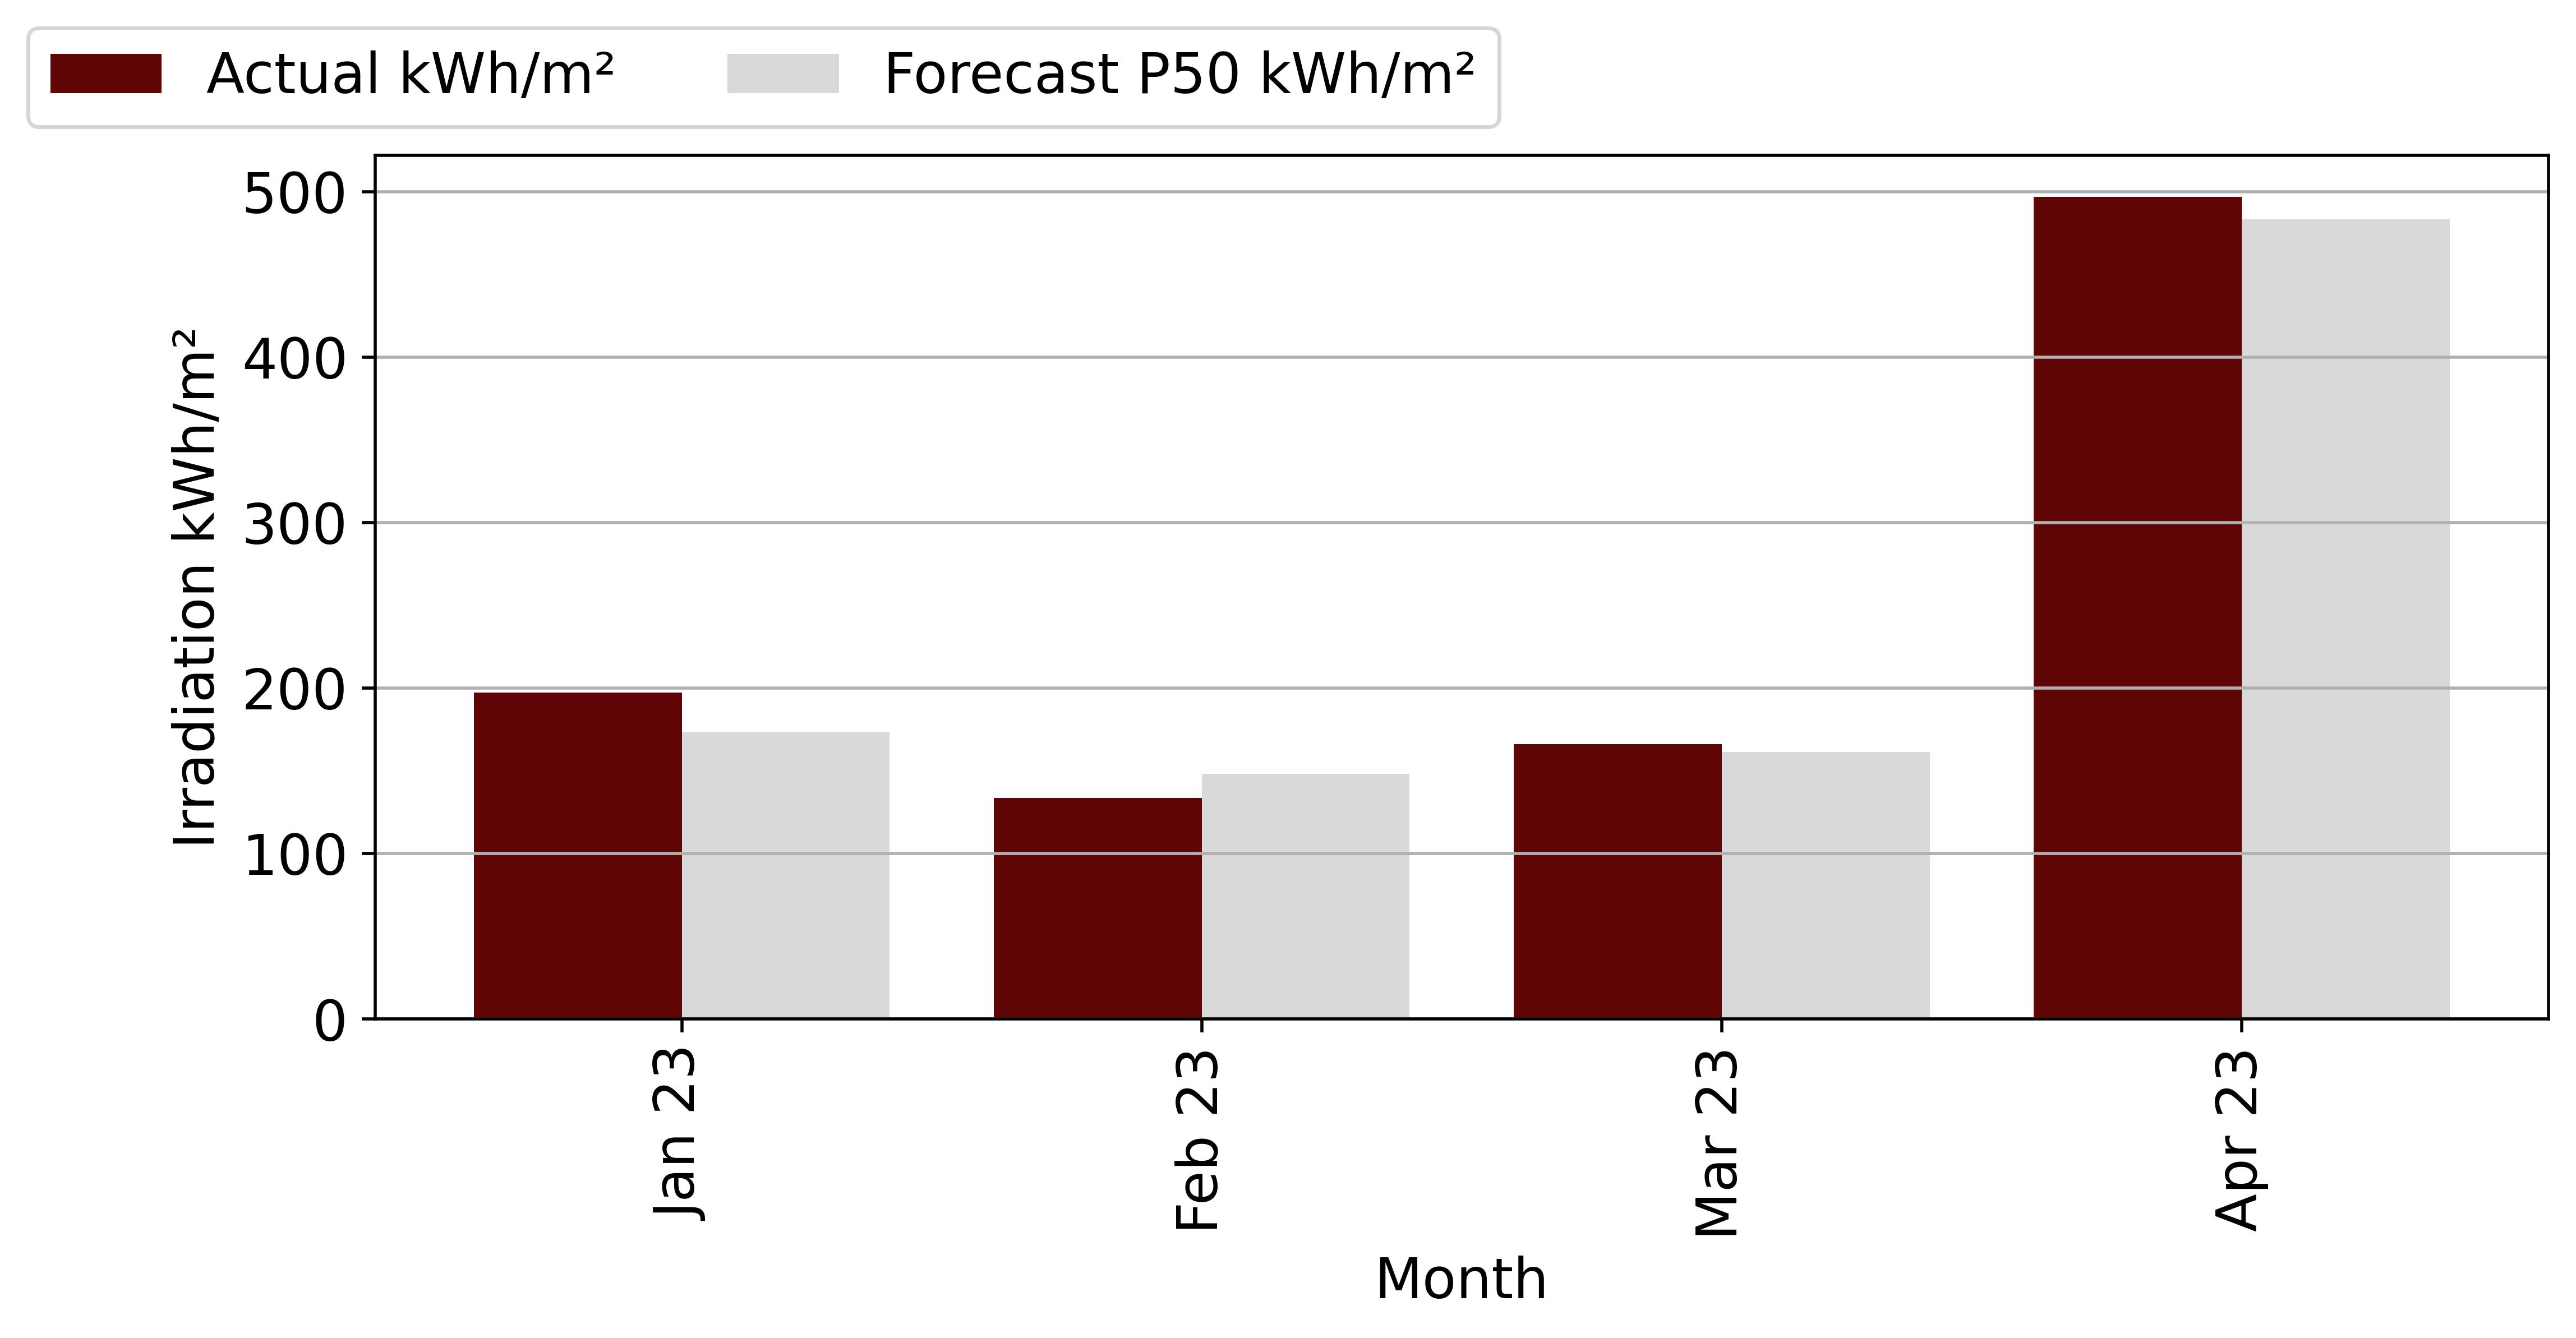 Actual kWh/m² Forecast P50 kWh/m²
Irradiation kWh/m²
500
400
300
200
100
0
Jan 23 Feb 23 Mar 23 Apr 23
Month